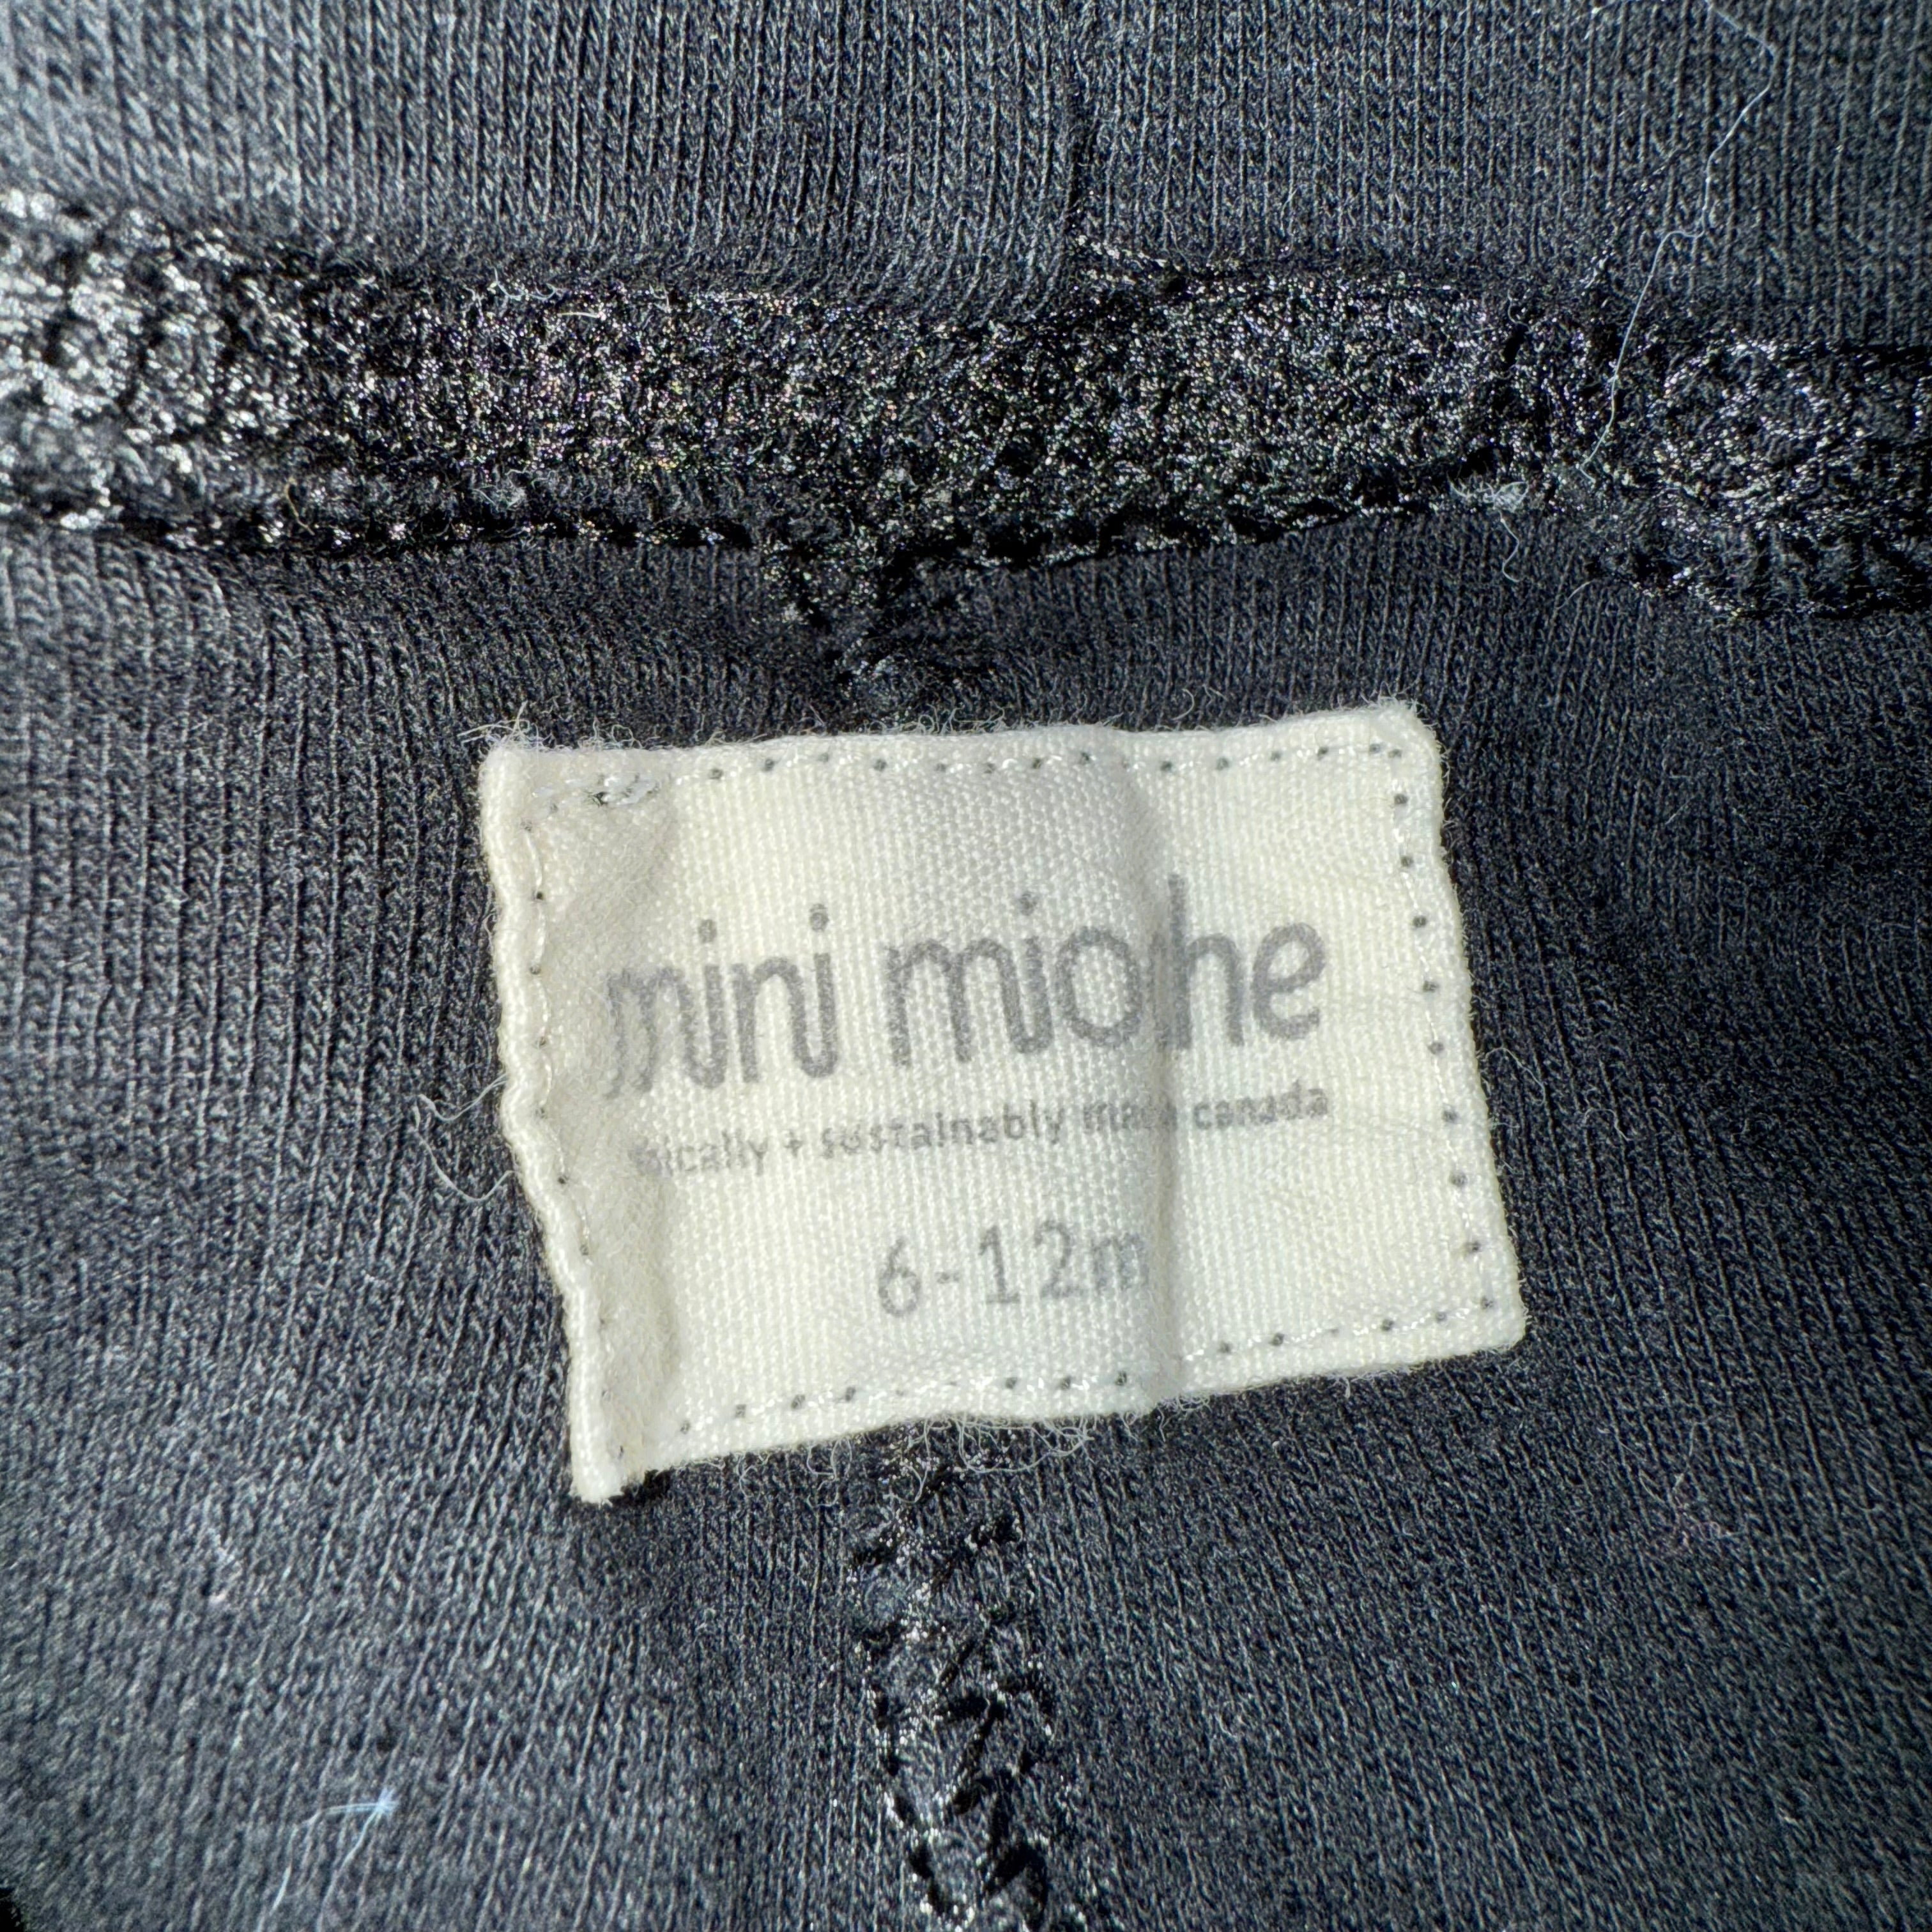 mini mioche
+ sustainably canada
6-12m